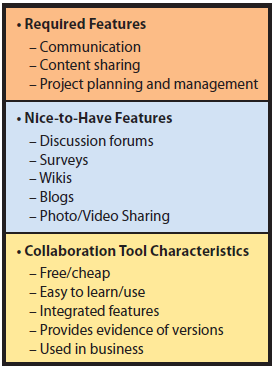 • Required Features
– Communication
– Content sharing
– Project planning and management
• Nice-to-Have Features
– Discussion forums
– Surveys
– Wikis
– Blogs
– Photo/Video Sharing
• Collaboration Tool Characteristics
– Free/cheap
– Easy to learn/use
– Integrated features
– Provides evidence of versions
– Used in business